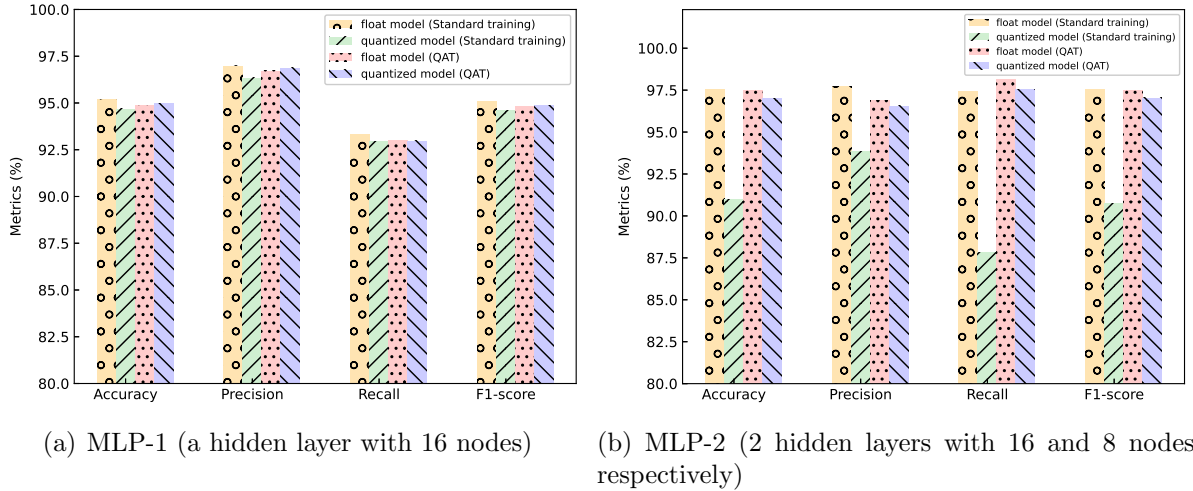 100.0
97.5
95.0
92.5
90.0
87.5
85.0
82.5
80.0
Metrics (%)
float model (Standard training)
quantized model (Standard training)
float model (QAT)
quantized model (QAT)
Accuracy Precision Recall F1-score
(a) MLP-1 (a hidden layer with 16 nodes)
100.0
97.5
95.0
92.5
90.0
87.5
85.0
82.5
80.0
Metrics (%)
float model (Standard training)
quantized model (Standard training)
float model (QAT)
quantized model (QAT)
Accuracy Precision Recall F1-score
(b) MLP-2 (2 hidden layers with 16 and 8 nodes
respectively)